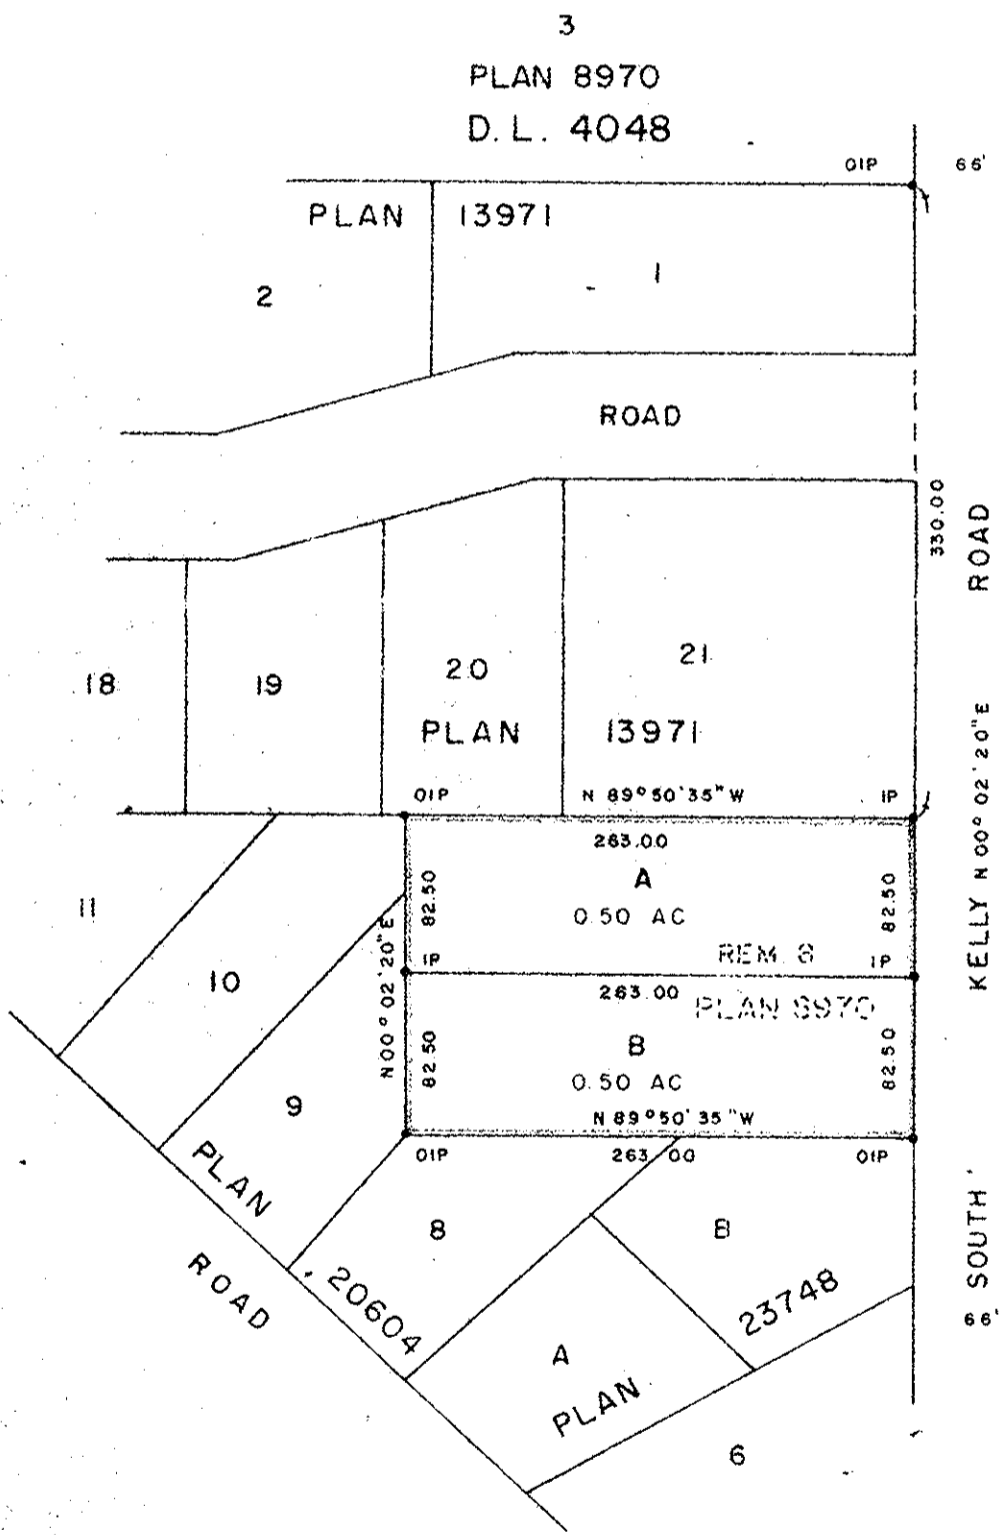 3
PLAN 8970
D.L. 4048
OIP
66'
PLAN 13971
1
2
ROAD
330.00
21
20
18
19
PLAN 13971
OIP
N 89° 50' 35" W
IP
263.00
A
82.50
82.50
0.50 AC
11
REM. 8
IP
IP
10
N 00° 02' 20" E
263.00
PLAN 8970
B
82.50
82.50
0.50 AC
9
N 89° 50' 35" W
OIP
263.00
OIP
KELLY N 00° 02' 20" E ROAD
SOUTH
66'
PLAN 20604
8
B
ROAD
23748
A
PLAN
6